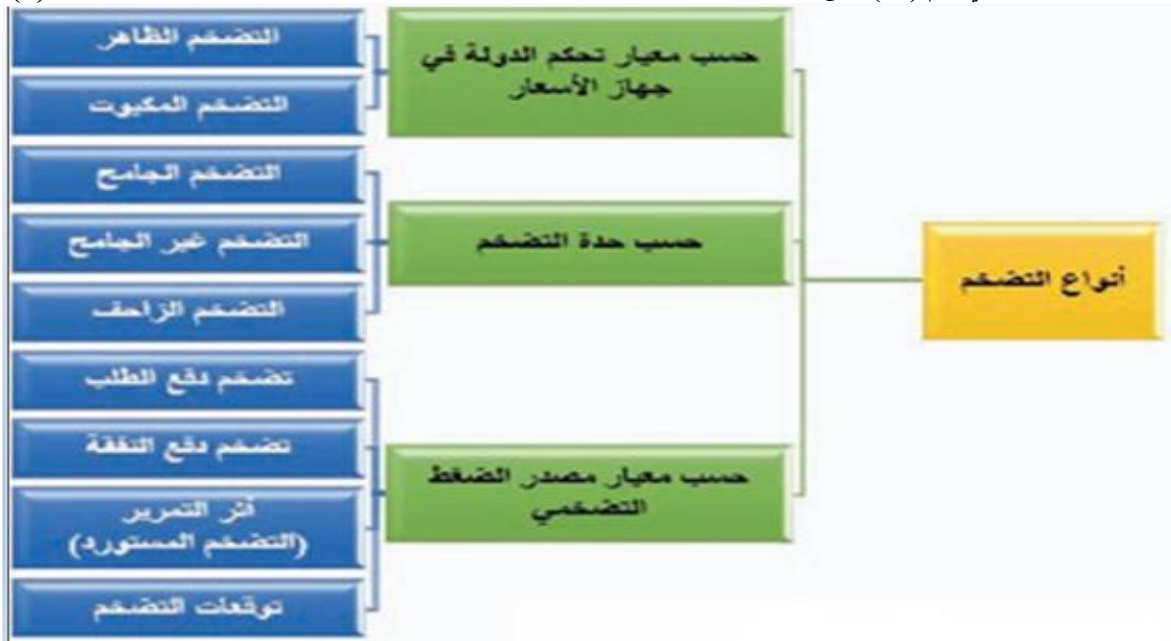 أنواع التضخم
حسب معيار تحكم الدولة في
جهاز الأسعار
التضخم الظاهر
التضخم المكبوت
حسب حدة التضخم
التضخم الجامح
التضخم غير الجامح
التضخم الزاحف
حسب معيار مصدر الضغط
التضخمي
تضخم دفع الطلب
تضخم دفع النفقة
أثر التمرير
(التضخم المستورد)
توقعات التضخم